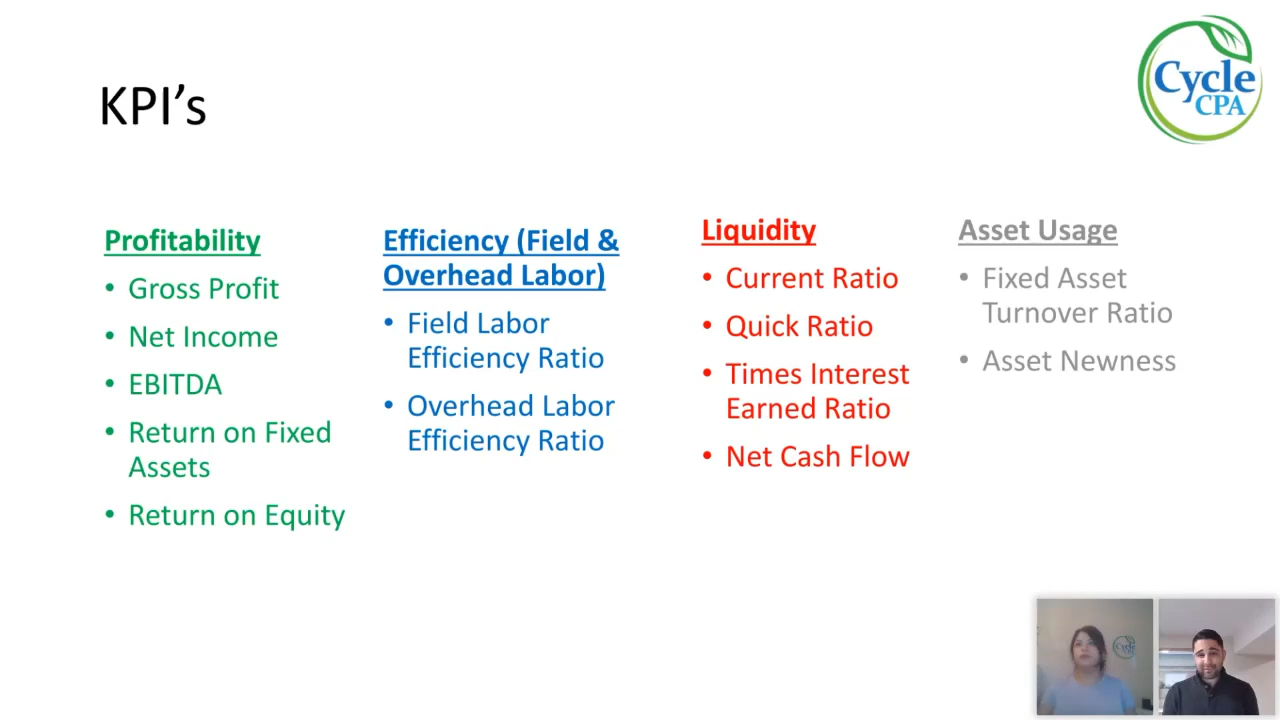 Cycle
CPA
KPI’s
Profitability
• Gross Profit
• Net Income
• EBITDA
• Return on Fixed
Assets
• Return on Equity
Efficiency (Field &
Overhead Labor)
• Field Labor
Efficiency Ratio
• Overhead Labor
Efficiency Ratio
Liquidity
• Current Ratio
• Quick Ratio
• Times Interest
Earned Ratio
• Net Cash Flow
Asset Usage
• Fixed Asset
Turnover Ratio
• Asset Newness
Cycle
CPA